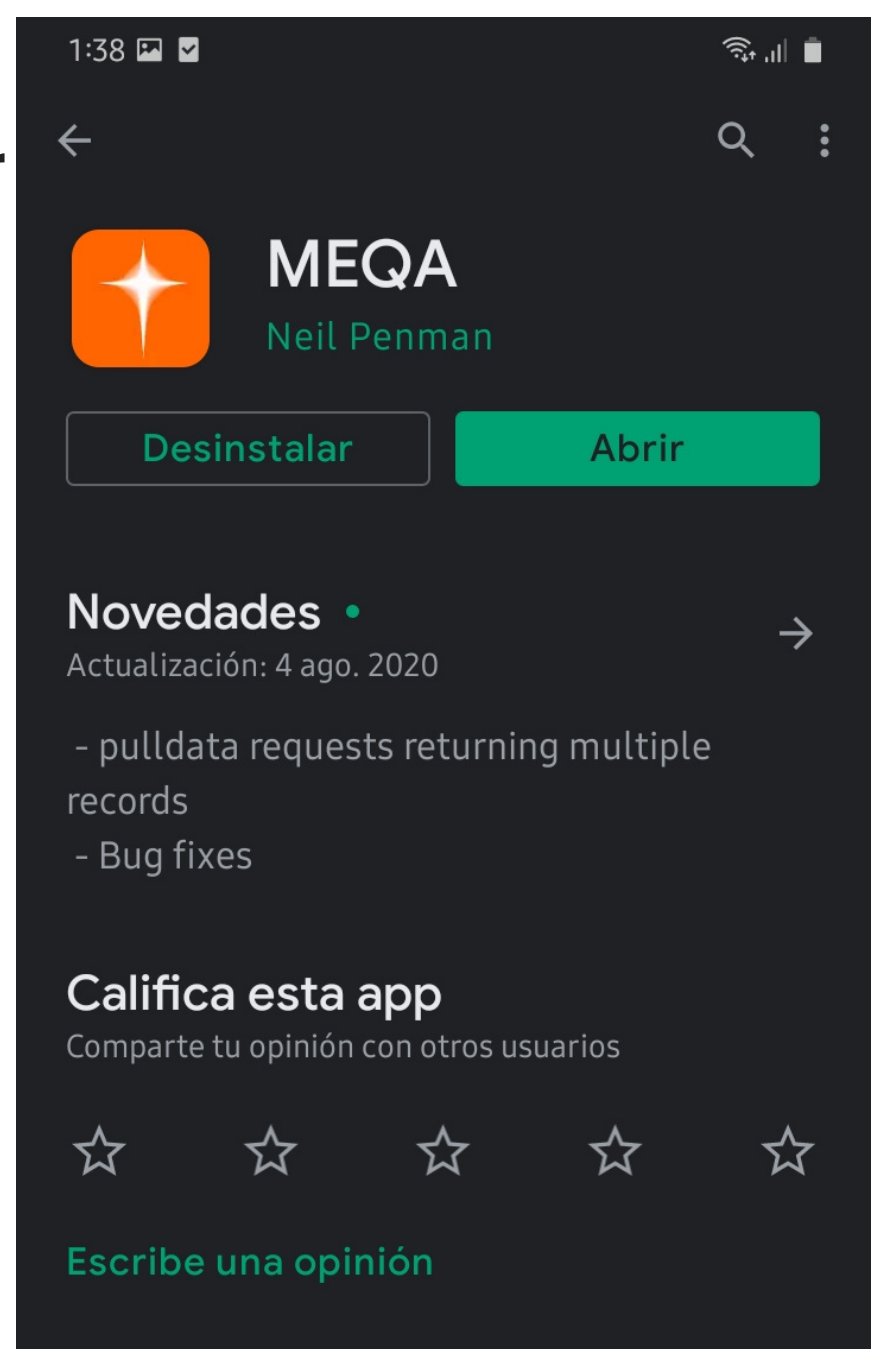 1:38
MEQA
Neil Penman
Desinstalar
Abrir
Novedades •
Actualización: 4 ago. 2020
- pulldata requests returning multiple
records
- Bug fixes
Califica esta app
Comparte tu opinión con otros usuarios
Escribe una opinión